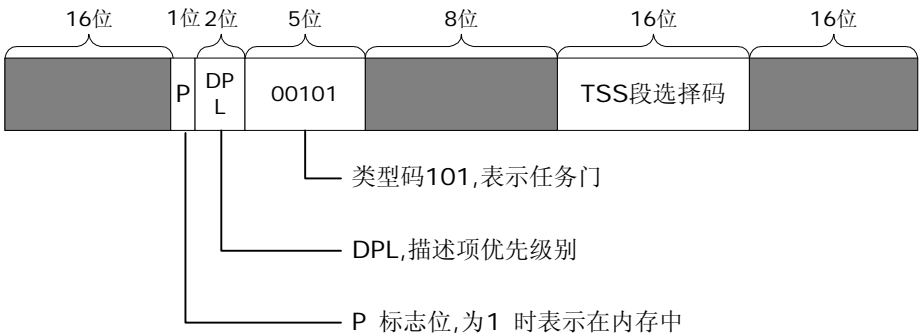 16位 1位 2位 5位 8位 16位 16位
P DP 00101 TSS段选择码
L
类型码101,表示任务门
DPL,描述项优先级别
P 标志位,为1 时表示在内存中